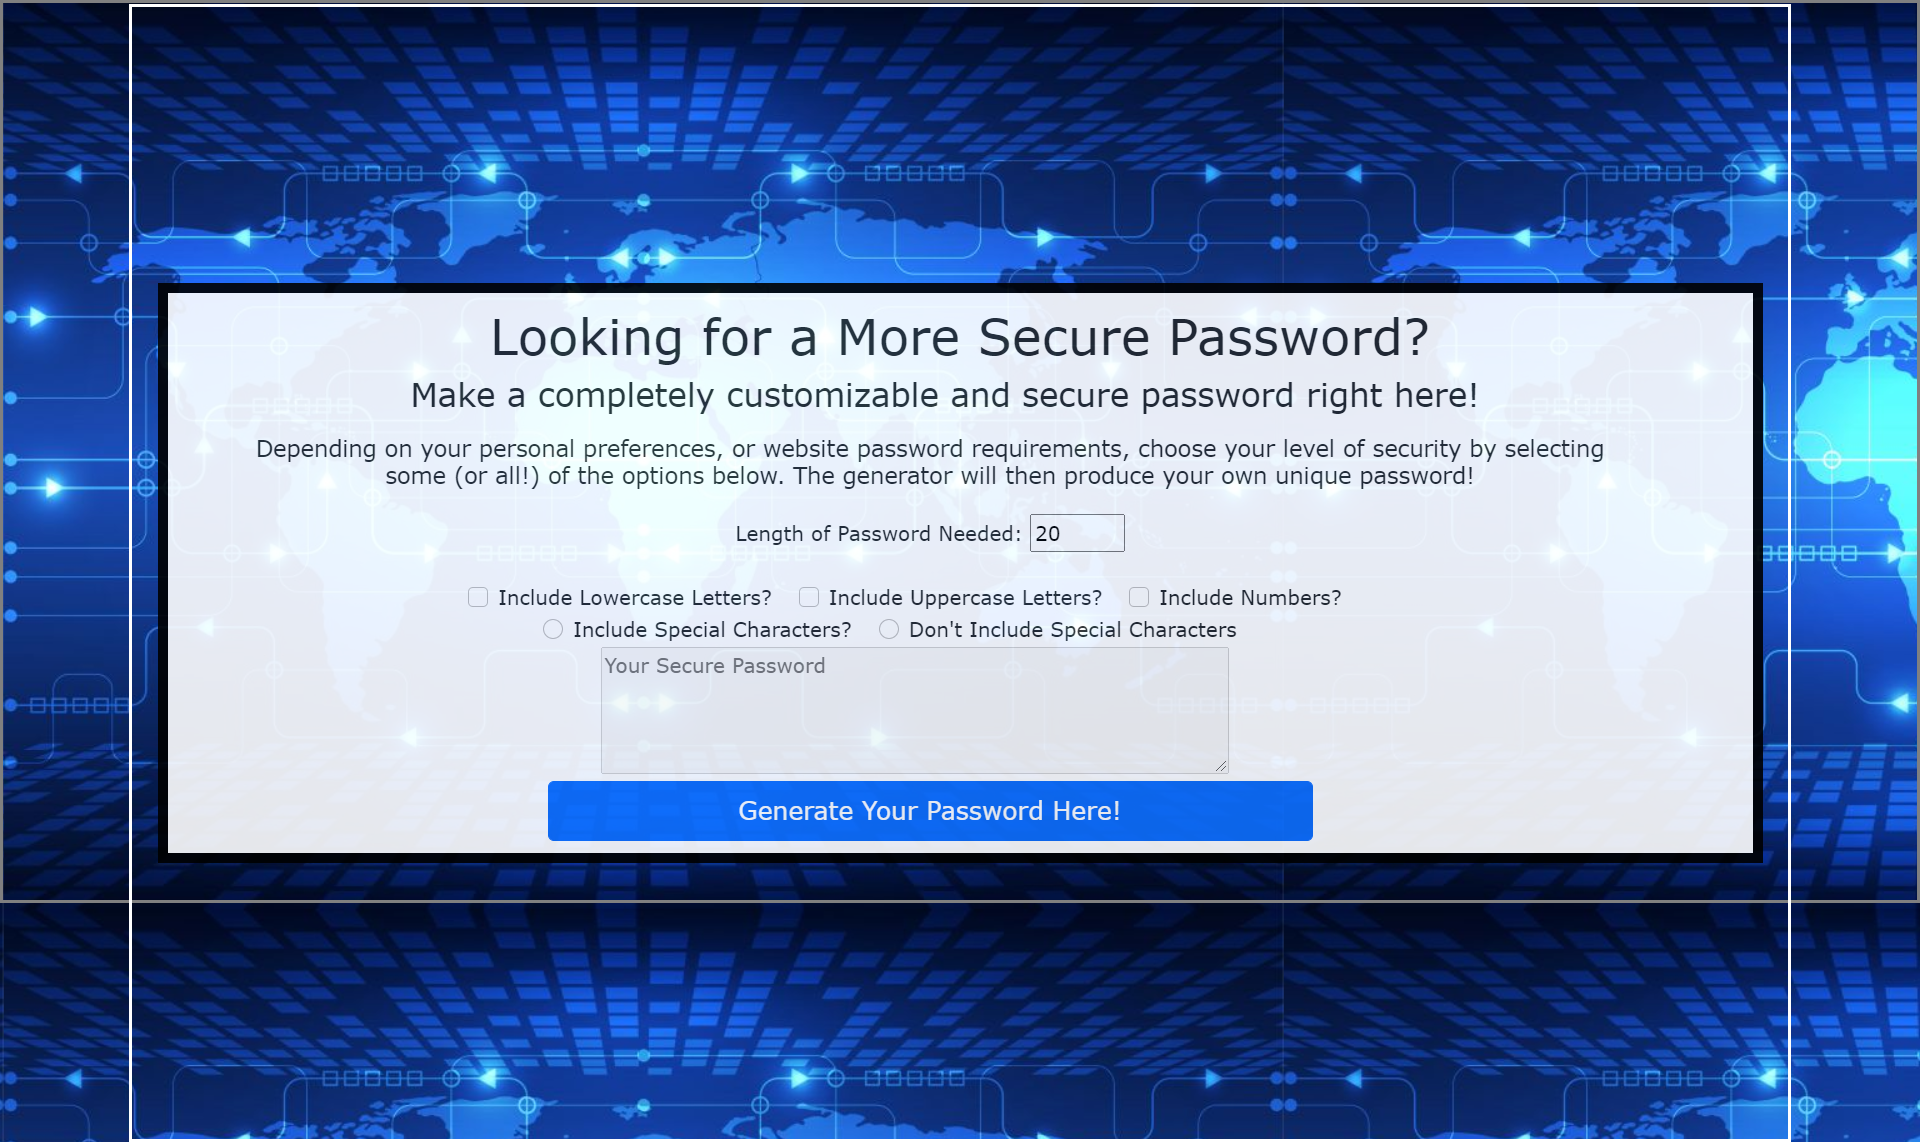 Looking for a More Secure Password?
Make a completely customizable and secure password right here!
Depending on your personal preferences, or website password requirements, choose your level of security by selecting
some (or all!) of the options below. The generator will then produce your own unique password!
Length of Password Needed: 20
Include Lowercase Letters? Include Uppercase Letters? Include Numbers?
Include Special Characters? Don't Include Special Characters
Your Secure Password
Generate Your Password Here!